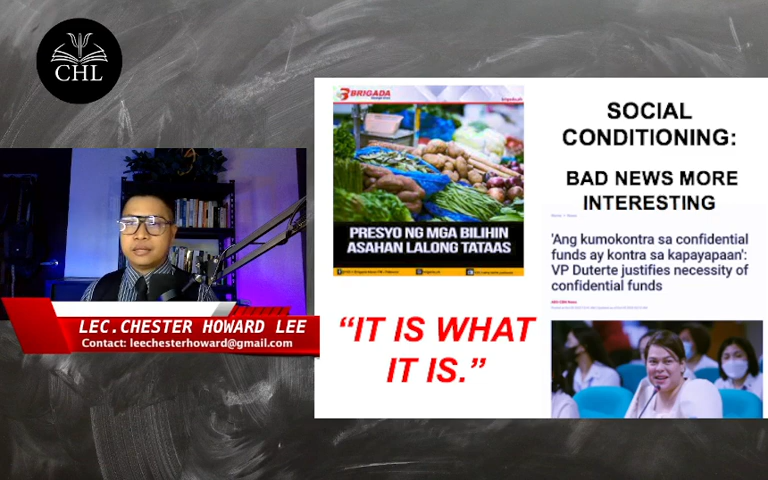 CHL
LEC.CHESTER HOWARD LEE
Contact: leechesterhoward@gmail.com
BRIGADA
PRESYO NG MGA BILIHIN
ASAHAN LALONG TATAAS
"IT IS WHAT
IT IS."
SOCIAL
CONDITIONING:
BAD NEWS MORE
INTERESTING
'Ang kumokontra sa confidential
funds ay kontra sa kapayapaan':
VP Duterte justifies necessity of
confidential funds